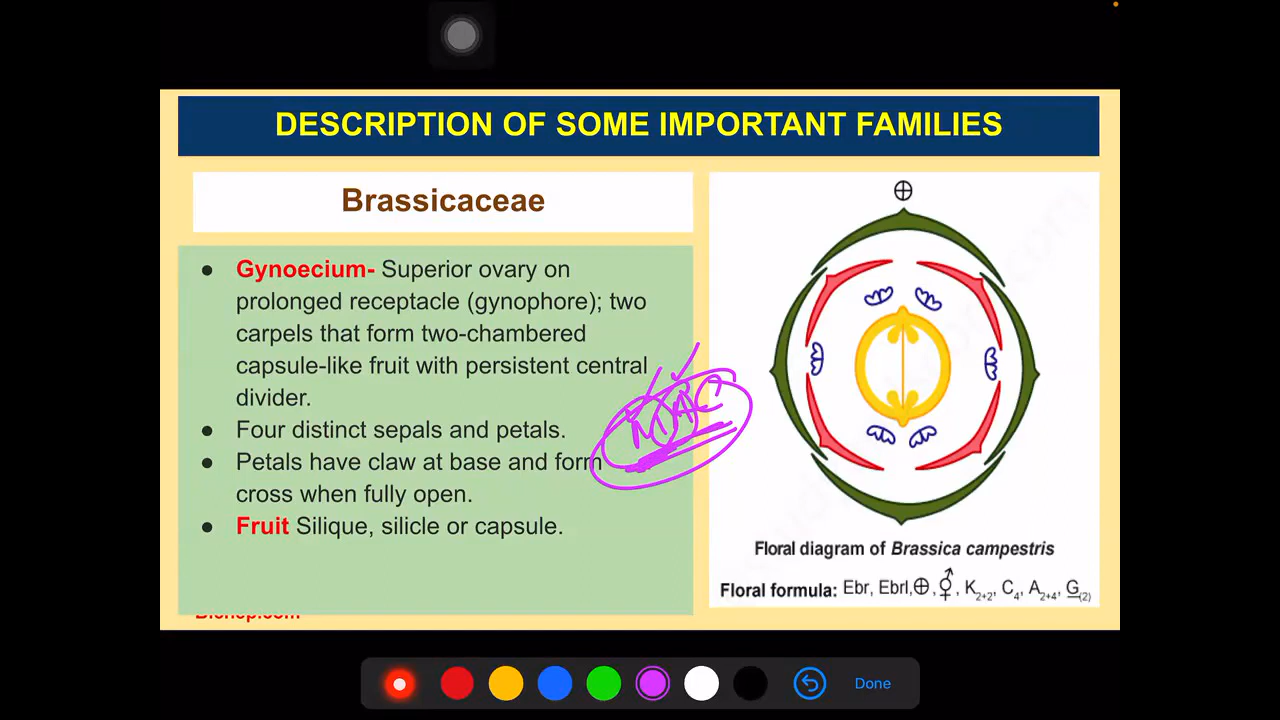 DESCRIPTION OF SOME IMPORTANT FAMILIES
Brassicaceae
● Gynoecium- Superior ovary on
prolonged receptacle (gynophore); two
carpels that form two-chambered
capsule-like fruit with persistent central
divider.
● Four distinct sepals and petals.
● Petals have claw at base and form
cross when fully open.
● Fruit Silique, silicle or capsule.
Floral diagram of Brassica campestris
Floral formula: Ebr, Ebrl, ⊕, ⚥, K2+2, C4, A2+4, G(2)
Done